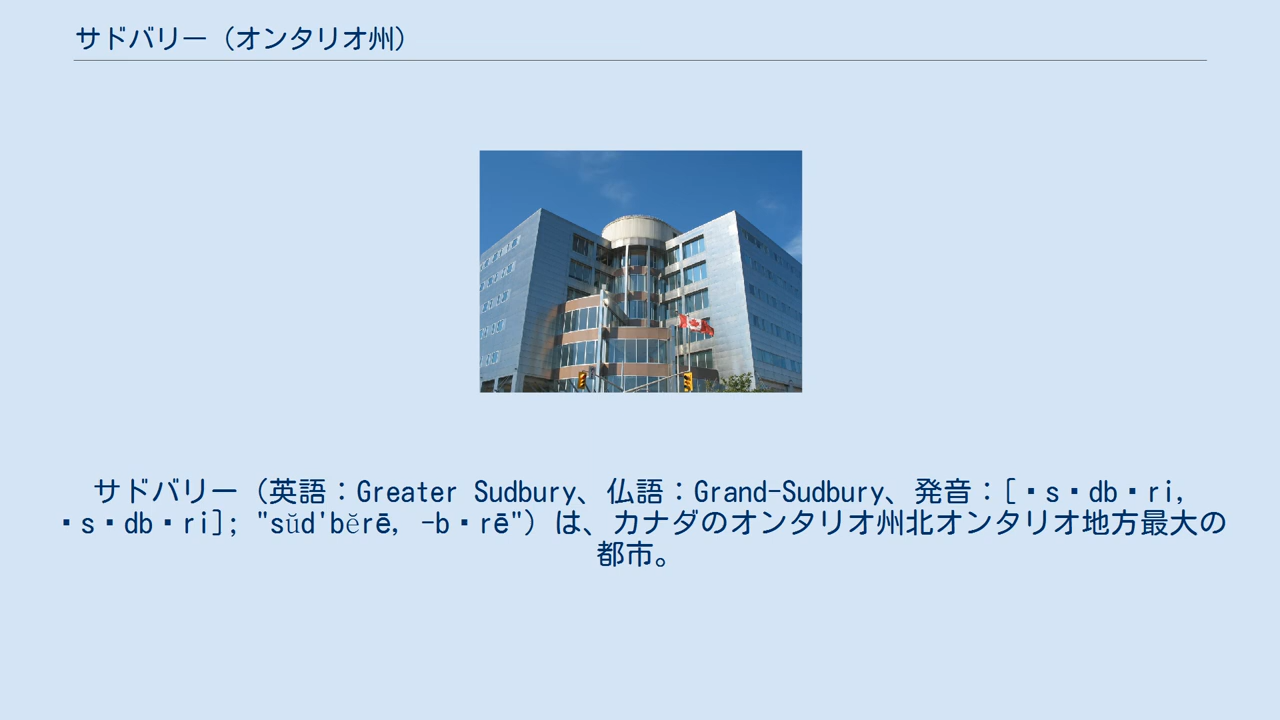 サドバリー（オンタリオ州）
サドバリー（英語：Greater Sudbury、仏語：Grand-Sudbury、発音：[・s・db・ri,
・s・db・ri]; "sŭd'bĕrē, -b・rē"）は、カナダのオンタリオ州北オンタリオ地方最大の
都市。